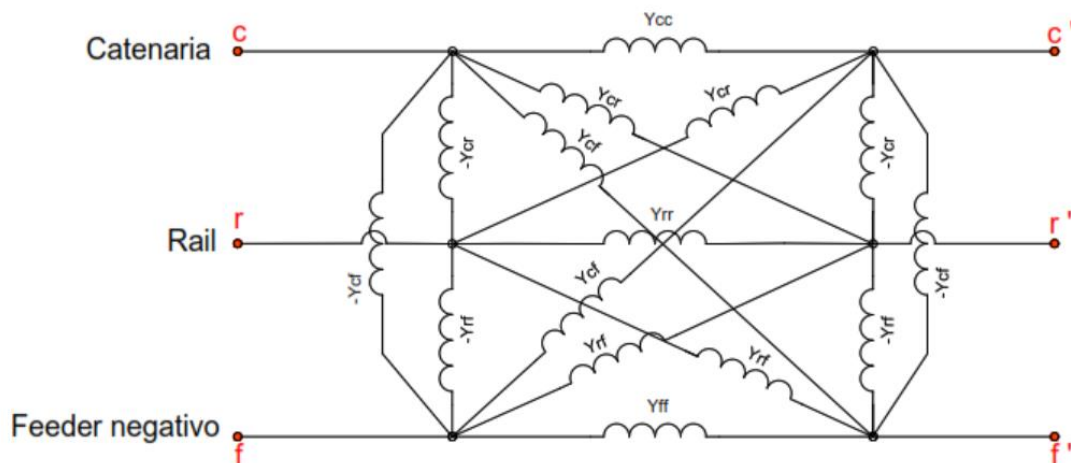 Ycc
Catenaria
c
c '
Ycr
Ycr
Ycf
-Ycr
-Ycr
Rail
r
r '
Yrr
-Ycf
-Ycf
Ycf
-Yrf
-Yrf
Yrf
Yrf
Feeder negativo
f
f '
Yff